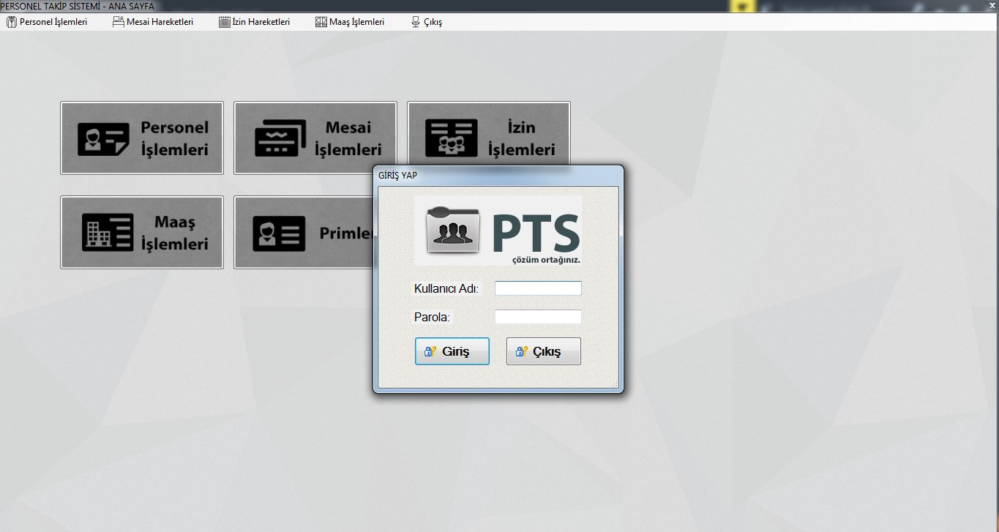 PERSONEL TAKİP SİSTEMİ - ANA SAYFA
Personel İşlemleri Mesai Hareketleri İzin Hareketleri Maaş İşlemleri Çıkış
Personel İşlemleri
Mesai İşlemleri
İzin İşlemleri
Maaş İşlemleri
Primler
GİRİŞ YAP
PTS
çözüm ortağınız.
Kullanıcı Adı:
Parola:
Giriş Çıkış